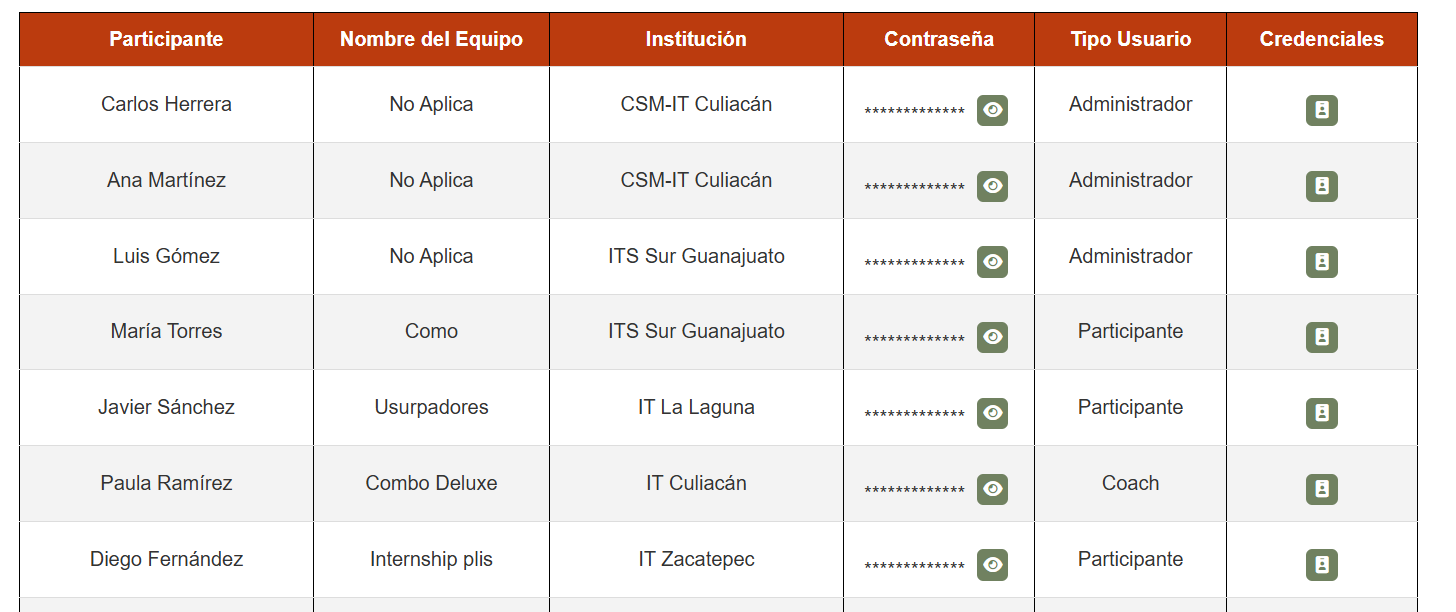 Participante Nombre del Equipo Institución Contraseña Tipo Usuario Credenciales
Carlos Herrera No Aplica CSM-IT Culiacán ************* Administrador
Ana Martínez No Aplica CSM-IT Culiacán ************* Administrador
Luis Gómez No Aplica ITS Sur Guanajuato ************* Administrador
María Torres Como ITS Sur Guanajuato ************* Participante
Javier Sánchez Usurpadores IT La Laguna ************* Participante
Paula Ramírez Combo Deluxe IT Culiacán ************* Coach
Diego Fernández Internship plis IT Zacatepec ************* Participante